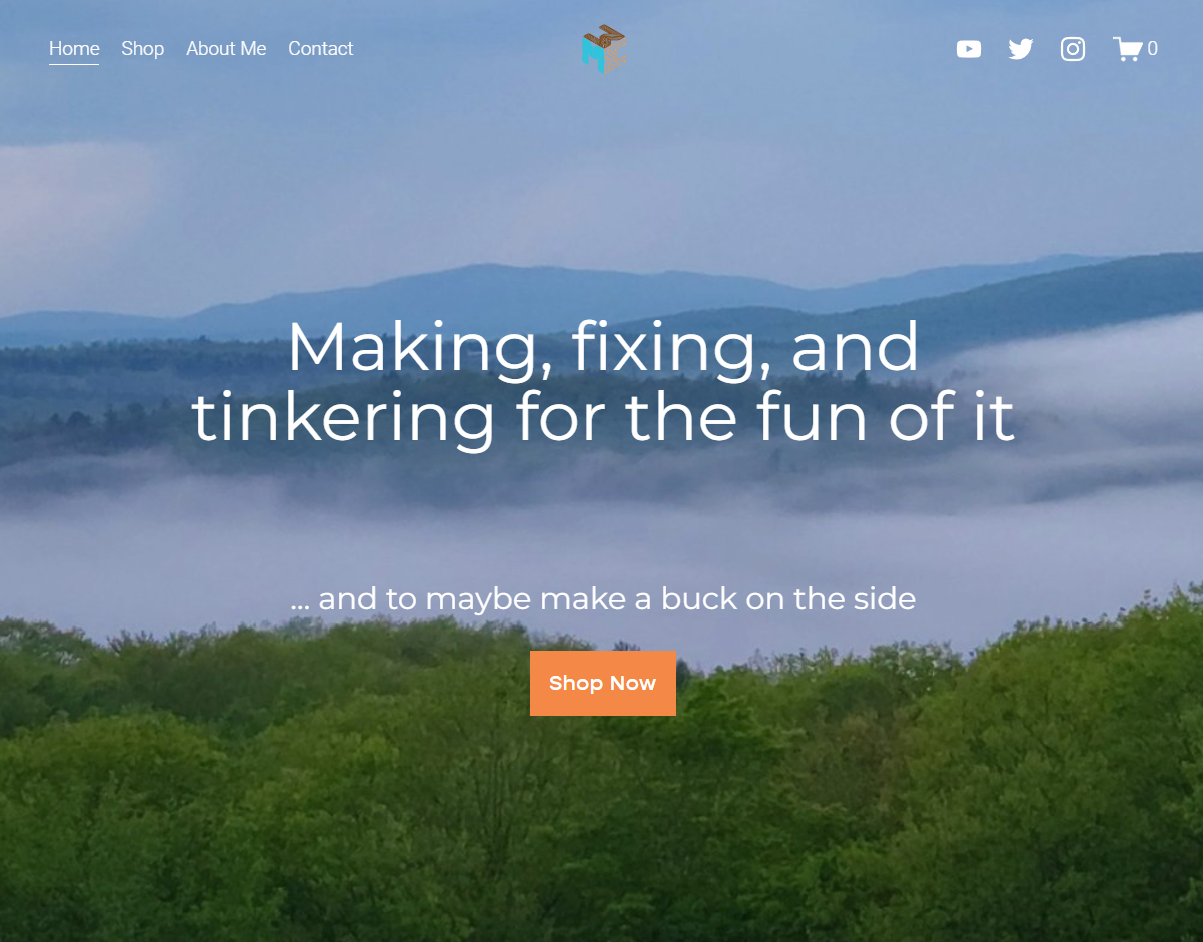 Home Shop About Me Contact 0
Making, fixing, and
tinkering for the fun of it
... and to maybe make a buck on the side
Shop Now